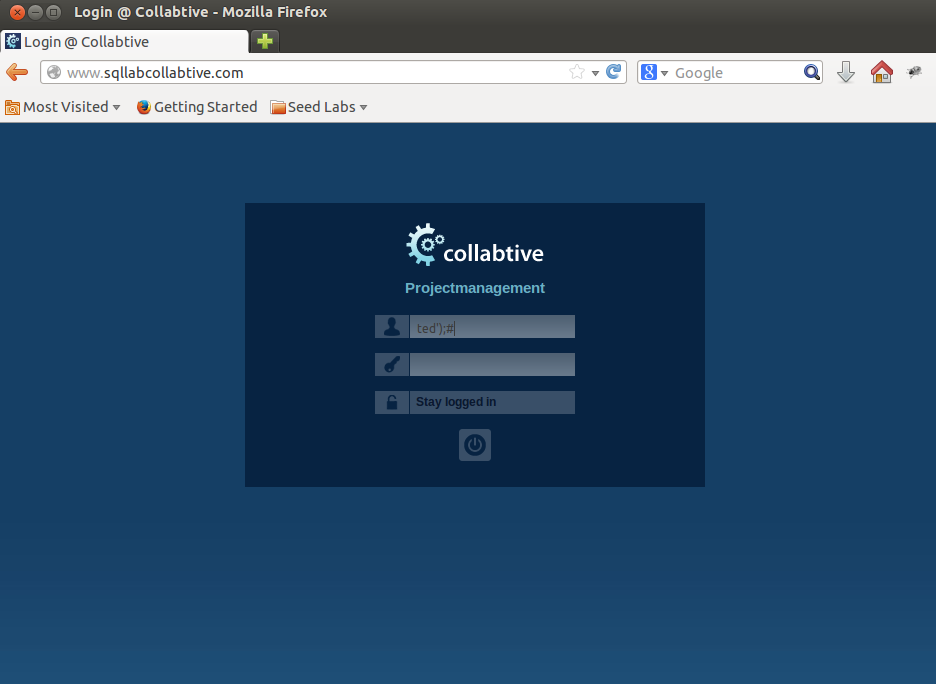 Login @ Collabtive - Mozilla Firefox
Login @ Collabtive
www.sqllabcollabtive.com
8 Google
Most Visited Getting Started Seed Labs
collabtive
Projectmanagement
ted');#
Stay logged in